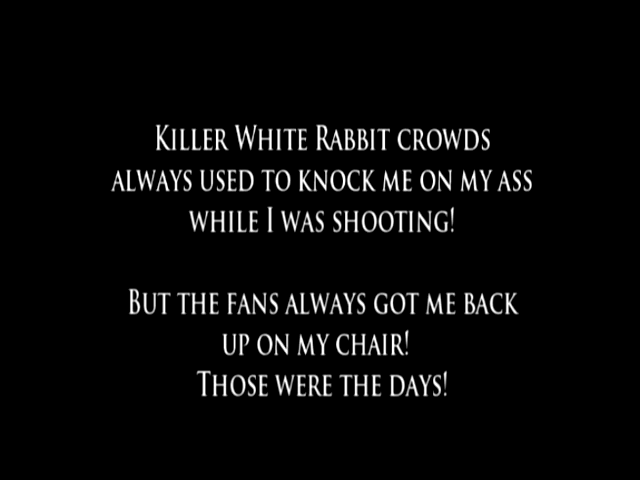 Killer White Rabbit crowds
always used to knock me on my ass
while I was shooting!
But the fans always got me back
up on my chair!
Those were the days!